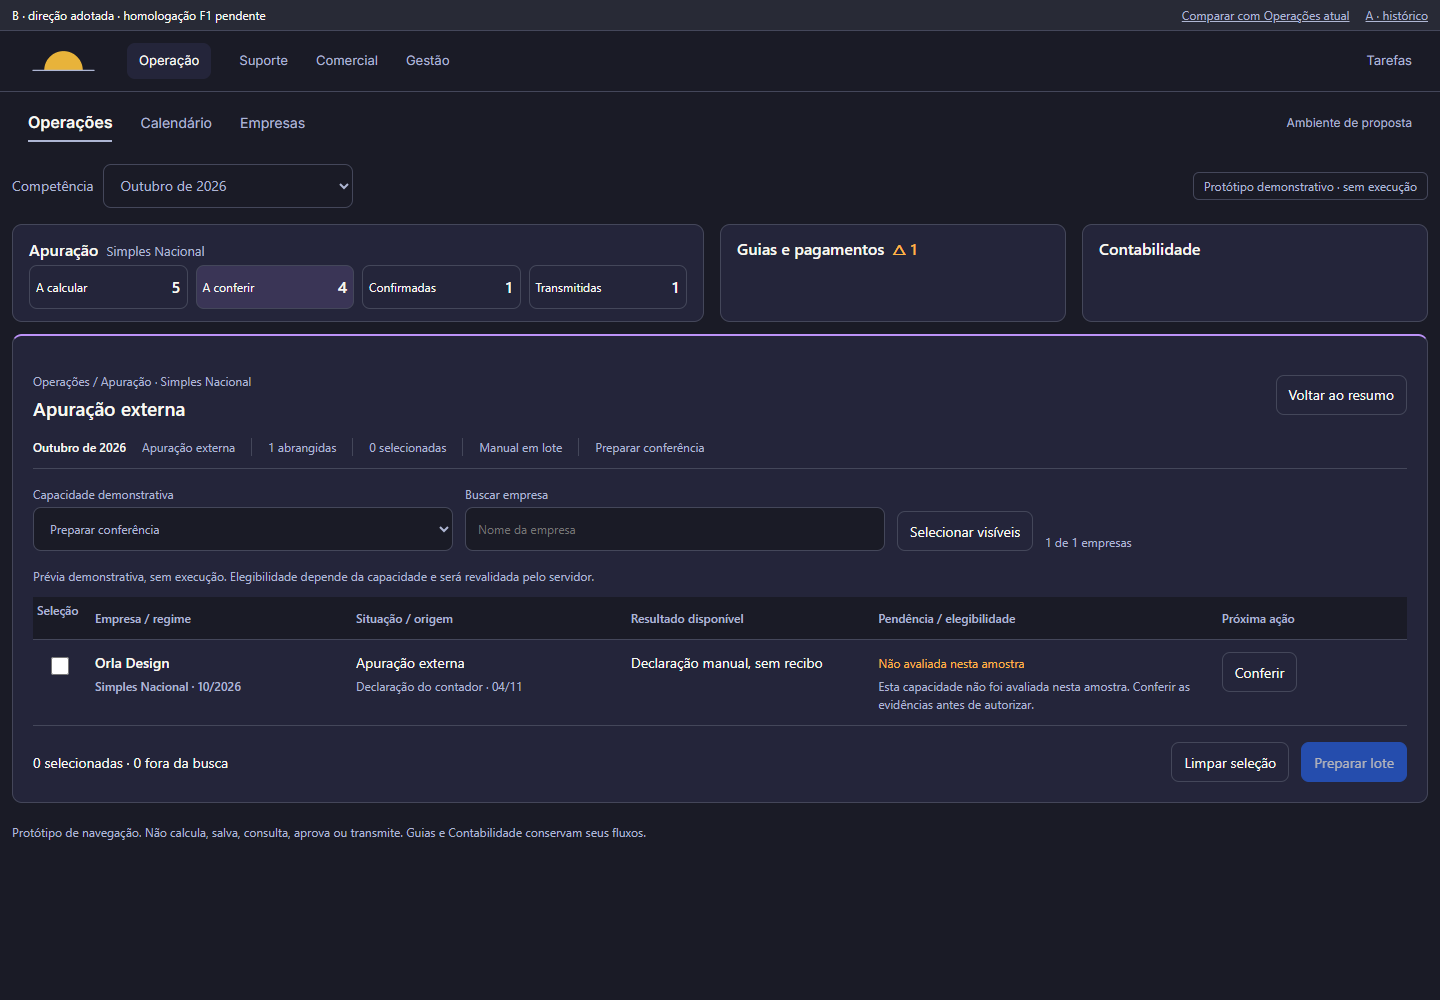 B · direção adotada · homologação F1 pendente
Comparar com Operações atual
A · histórico
Operação
Suporte
Comercial
Gestão
Tarefas
Operações
Calendário
Empresas
Ambiente de proposta
Competência
Outubro de 2026
Protótipo demonstrativo · sem execução
Apuração Simples Nacional
A calcular 5
A conferir 4
Confirmadas 1
Transmitidas 1
Guias e pagamentos △ 1
Contabilidade
Operações / Apuração · Simples Nacional
Apuração externa
Voltar ao resumo
Outubro de 2026
Apuração externa
1 abrangidas
0 selecionadas
Manual em lote
Preparar conferência
Capacidade demonstrativa
Preparar conferência
Buscar empresa
Nome da empresa
Selecionar visíveis
1 de 1 empresas
Prévia demonstrativa, sem execução. Elegibilidade depende da capacidade e será revalidada pelo servidor.
Seleção
Empresa / regime
Situação / origem
Resultado disponível
Pendência / elegibilidade
Próxima ação
Orla Design
Simples Nacional · 10/2026
Apuração externa
Declaração do contador · 04/11
Declaração manual, sem recibo
Não avaliada nesta amostra
Esta capacidade não foi avaliada nesta amostra. Conferir as
evidências antes de autorizar.
Conferir
0 selecionadas · 0 fora da busca
Limpar seleção
Preparar lote
Protótipo de navegação. Não calcula, salva, consulta, aprova ou transmite. Guias e Contabilidade conservam seus fluxos.